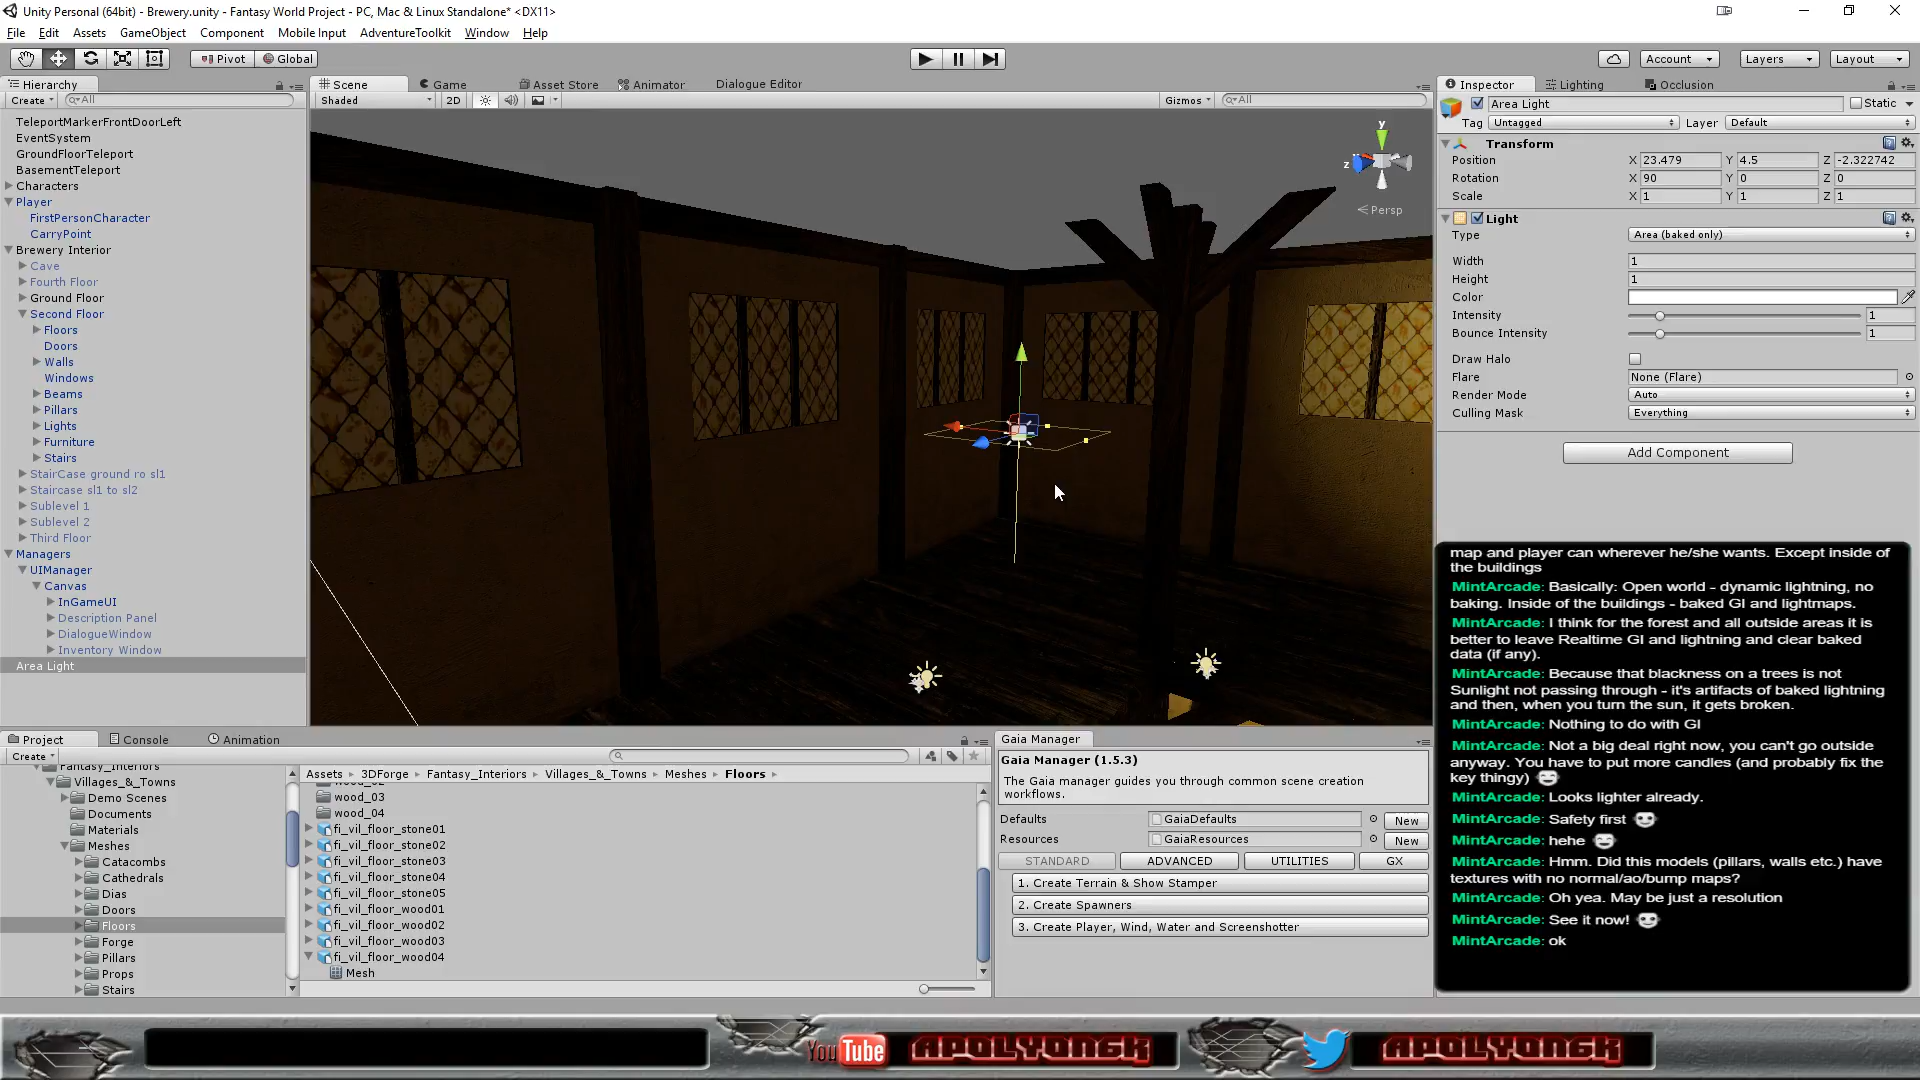 Unity Personal (64bit) - Brewery.unity - Fantasy World Project - PC, Mac & Linux Standalone* <DX11>
File Edit Assets GameObject Component Mobile Input AdventureToolkit Window Help
Pivot Global Account Layers Layout
Hierarchy
Create All
TeleportMarkerFrontDoorLeft
EventSystem
GroundFloorTeleport
BasementTeleport
Characters
Player
FirstPersonCharacter
CarryPoint
Brewery Interior
Cave
Fourth Floor
Ground Floor
Second Floor
Floors
Doors
Walls
Windows
Beams
Pillars
Lights
Furniture
Stairs
StairCase ground ro sl1
Staircase sl1 to sl2
Sublevel 1
Sublevel 2
Third Floor
Managers
UIManager
Canvas
InGameUI
Description Panel
DialogueWindow
Inventory Window
Area Light
Scene Game Asset Store Animator Dialogue Editor
Shaded 2D Gizmos All
y
z
Persp
Inspector Lighting Occlusion
Area Light Static
Tag Untagged Layer Default
Transform
Position X 23.479 Y 4.5 Z -2.322742
Rotation X 90 Y 0 Z 0
Scale X 1 Y 1 Z 1
Light
Type Area (baked only)
Width 1
Height 1
Color
Intensity 1
Bounce Intensity 1
Draw Halo
Flare None (Flare)
Render Mode Auto
Culling Mask Everything
Add Component
map and player can wherever he/she wants. Except inside of
the buildings
MintArcade: Basically: Open world - dynamic lightning, no
baking. Inside of the buildings - baked GI and lightmaps.
MintArcade: I think for the forest and all outside areas it is
better to leave Realtime GI and lightning and clear baked
data (if any).
MintArcade: Because that blackness on a trees is not
Sunlight not passing through - it's artifacts of baked lightning
and then, when you turn the sun, it gets broken.
MintArcade: Nothing to do with GI
MintArcade: Not a big deal right now, you can't go outside
anyway. You have to put more candles (and probably fix the
key thingy)
MintArcade: Looks lighter already.
MintArcade: Safety first
MintArcade: hehe
MintArcade: Hmm. Did this models (pillars, walls etc.) have
textures with no normal/ao/bump maps?
MintArcade: Oh yea. May be just a resolution
MintArcade: See it now!
MintArcade: ok
Project Console Animation
Create
Fantasy_Interiors
Villages_&_Towns
Demo Scenes
Documents
Materials
Meshes
Catacombs
Cathedrals
Dias
Doors
Floors
Forge
Pillars
Props
Stairs
Assets 3DForge Fantasy_Interiors Villages_&_Towns Meshes Floors
wood_02
wood_03
wood_04
fi_vil_floor_stone01
fi_vil_floor_stone02
fi_vil_floor_stone03
fi_vil_floor_stone04
fi_vil_floor_stone05
fi_vil_floor_wood01
fi_vil_floor_wood02
fi_vil_floor_wood03
fi_vil_floor_wood04
Mesh
Gaia Manager
Gaia Manager (1.5.3)
The Gaia manager guides you through common scene creation
workflows.
Defaults GaiaDefaults New
Resources GaiaResources New
STANDARD ADVANCED UTILITIES GX
1. Create Terrain & Show Stamper
2. Create Spawners
3. Create Player, Wind, Water and Screenshotter
YouTube APOLYONGK APOLYONGK